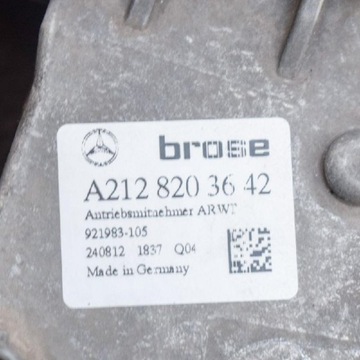 brose
A212 820 36 42
Antriebsmitnehmer ARWT
921983-105
240812 1837 Q04
Made in Germany